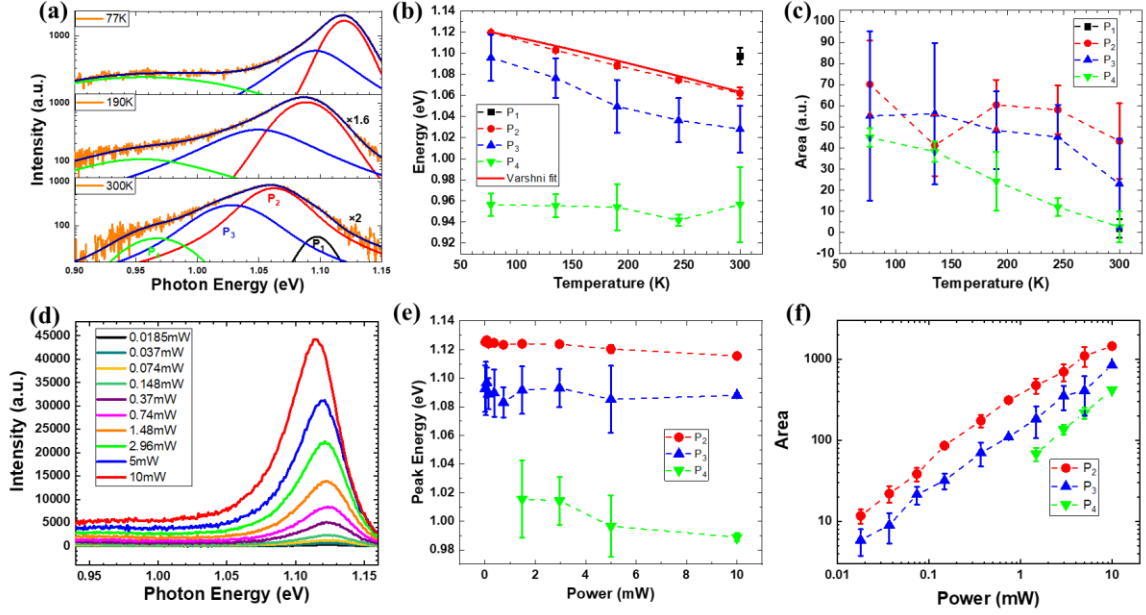 (a)
77K
1000
190K
1000
×1.6
100
300K
×2
100
P2
P3
P1
0.90 0.95 1.00 1.05 1.10 1.15
Photon Energy (eV)
Intensity (a.u.)
(b)
1.14
1.12
1.10
1.08
1.06
1.04
1.02
1.00
0.98
0.96
0.94
0.92
P1
P2
P3
P4
Varshni fit
50 100 150 200 250 300
Temperature (K)
Energy (eV)
(c)
100
90
80
70
60
50
40
30
20
10
0
-10
P1
P2
P3
P4
50 100 150 200 250 300
Temperature (K)
Area (a.u.)
(d)
45000
40000
35000
30000
25000
20000
15000
10000
5000
0
0.0185mW
0.037mW
0.074mW
0.148mW
0.37mW
0.74mW
1.48mW
2.96mW
5mW
10mW
0.95 1.00 1.05 1.10 1.15
Photon Energy (eV)
Intensity (a.u.)
(e)
1.14
1.12
1.10
1.08
1.06
1.04
1.02
1.00
0.98
P2
P3
P4
0 2 4 6 8 10
Power (mW)
Peak Energy (eV)
(f)
1000
100
10
P2
P3
P4
0.01 0.1 1 10
Power (mW)
Area